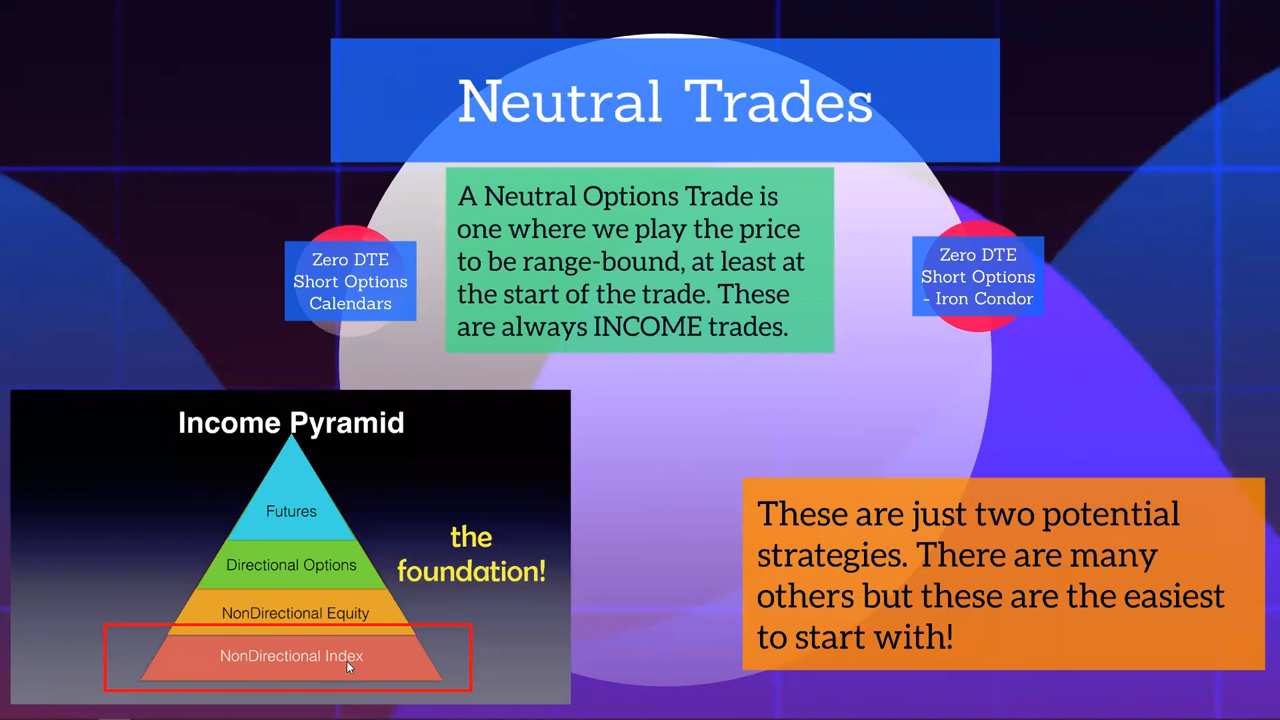 Neutral Trades
A Neutral Options Trade is
one where we play the price
to be range-bound, at least at
the start of the trade. These
are always INCOME trades.
Zero DTE
Short Options
Calendars
Zero DTE
Short Options
- Iron Condor
Income Pyramid
Futures
Directional Options
NonDirectional Equity
NonDirectional Index
the
foundation!
These are just two potential
strategies. There are many
others but these are the easiest
to start with!